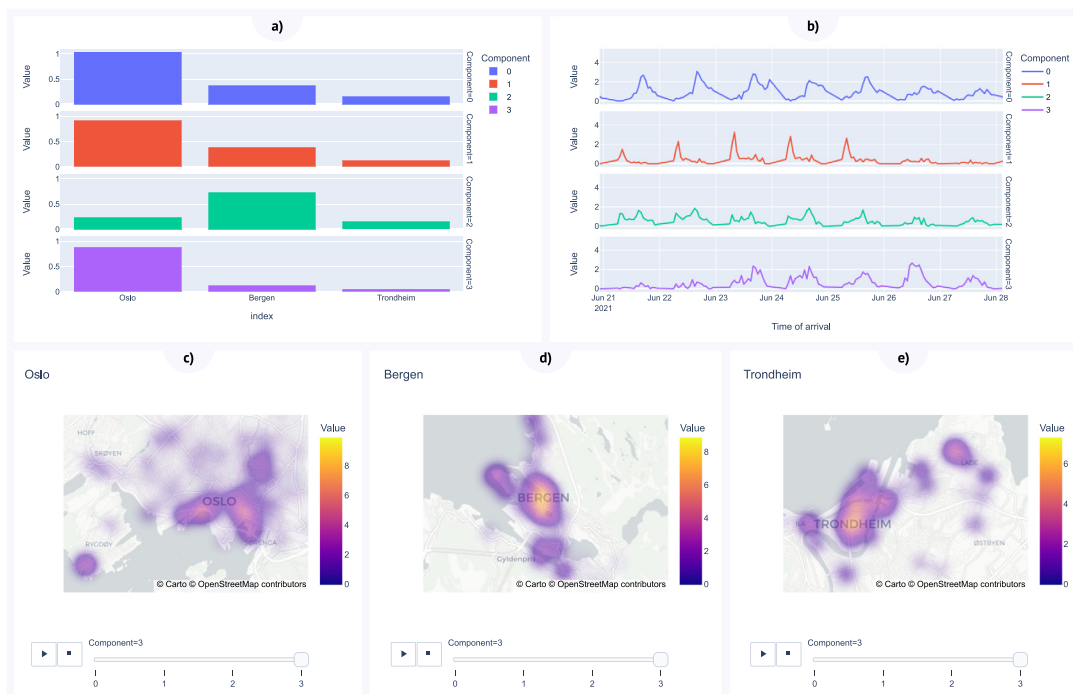 a)
1
0.5
0
Value
Component=0
1
0.5
0
Value
Component=1
1
0.5
0
Value
Component=2
1
0.5
0
Value
Component=3
Oslo
Bergen
Trondheim
index
Component
0
1
2
3
b)
4
2
0
Value
Component=0
4
2
0
Value
Component=1
4
2
0
Value
Component=2
4
2
0
Value
Component=3
Jun 21
2021
Jun 22
Jun 23
Jun 24
Jun 25
Jun 26
Jun 27
Jun 28
Time of arrival
Component
0
1
2
3
c)
Oslo
HOFF
SKØYEN
OSLO
BYGDØY
Value
8
6
4
2
0
© Carto © OpenStreetMap contributors
Component=3
0
1
2
3
d)
Bergen
BERGEN
Value
8
6
4
2
0
© Carto © OpenStreetMap contributors
Component=3
0
1
2
3
e)
Trondheim
LADE
TRONDHEIM
ØSTBYEN
Value
6
4
2
0
© Carto © OpenStreetMap contributors
Component=3
0
1
2
3